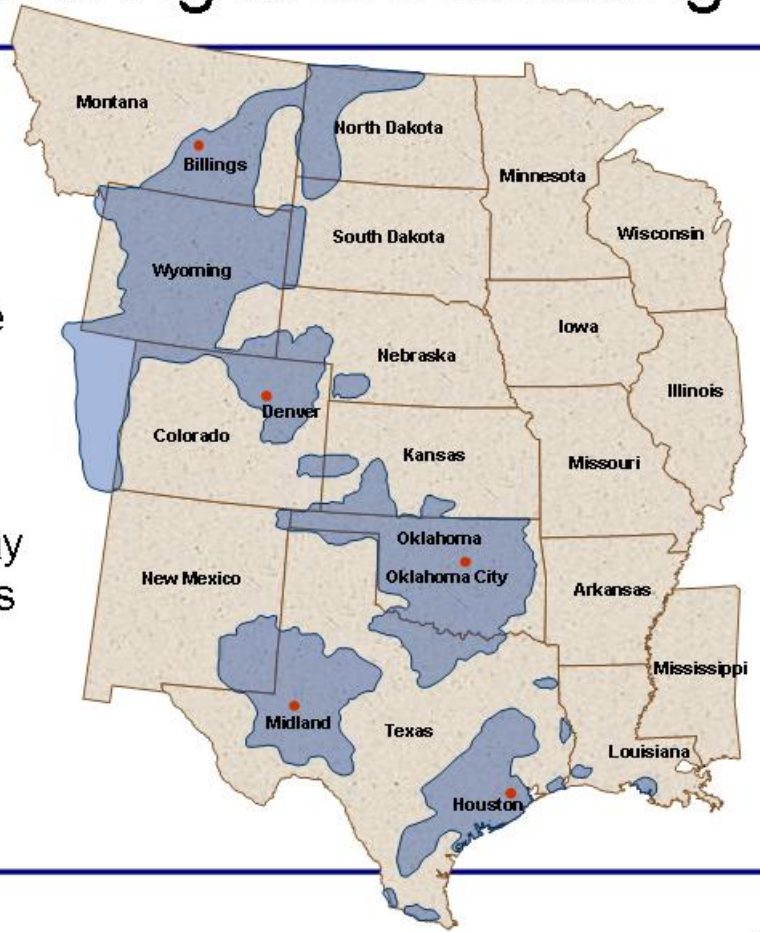 Montana
North Dakota
Billings
Minnesota
Wisconsin
South Dakota
Wyoming
Iowa
Nebraska
Illinois
Denver
Colorado
Kansas
Missouri
Oklahoma
Oklahoma City
New Mexico
Arkansas
Mississippi
Midland
Texas
Louisiana
Houston